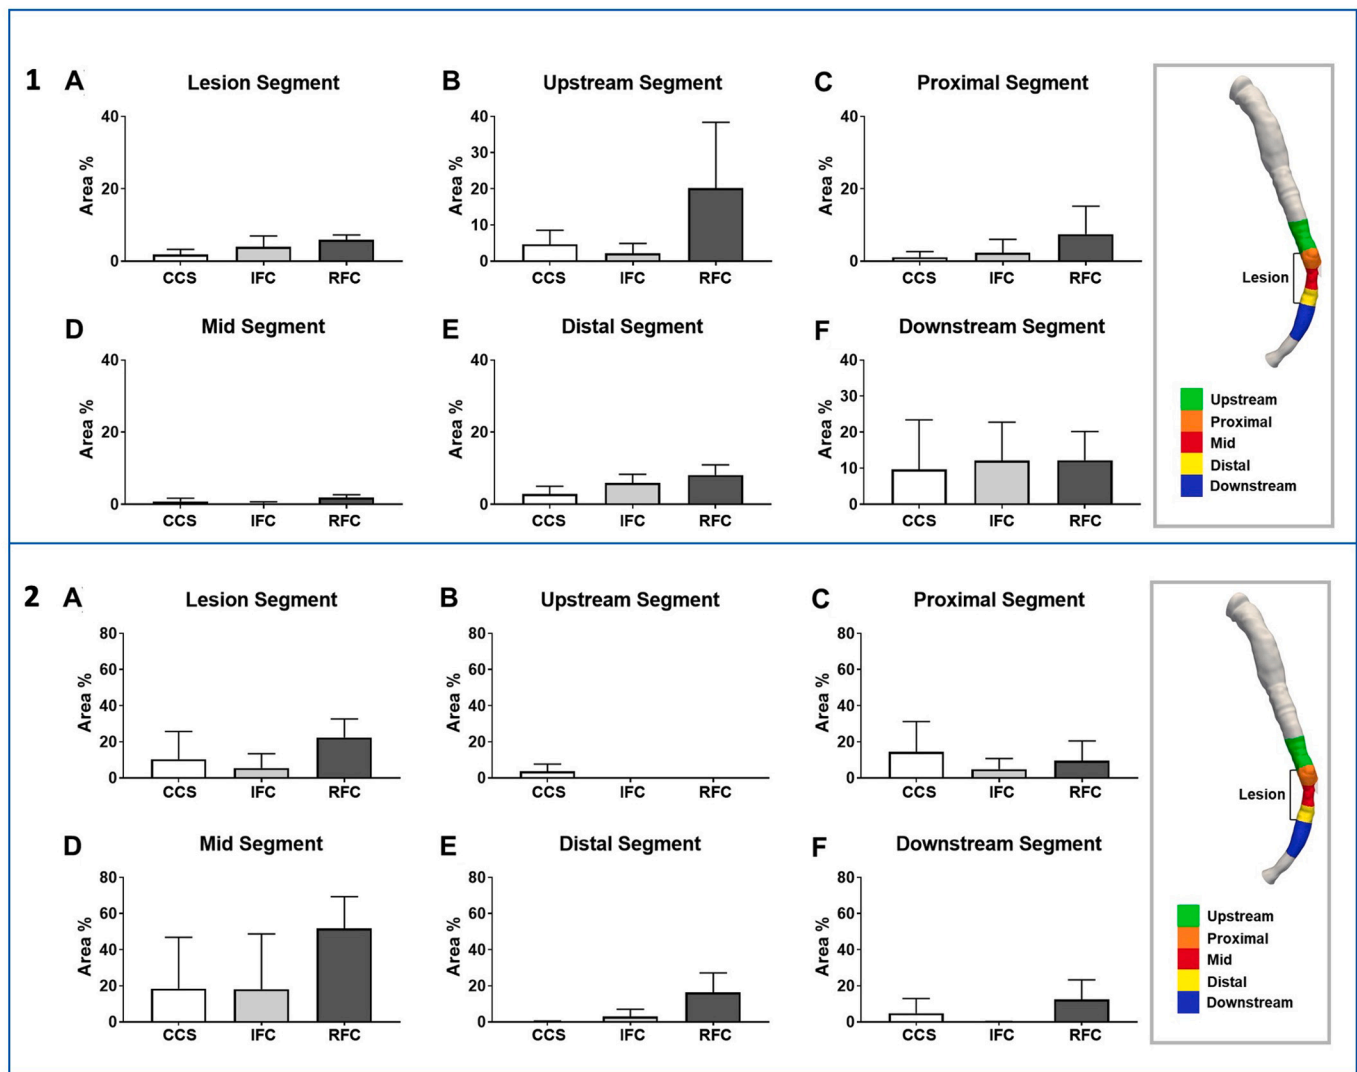 1
A
Lesion Segment
Area %
40
20
0
CCS IFC RFC
B
Upstream Segment
Area %
40
30
20
10
0
CCS IFC RFC
C
Proximal Segment
Area %
40
20
0
CCS IFC RFC
D
Mid Segment
Area %
40
20
0
CCS IFC RFC
E
Distal Segment
Area %
40
20
0
CCS IFC RFC
F
Downstream Segment
Area %
40
30
20
10
0
CCS IFC RFC
Lesion
Upstream
Proximal
Mid
Distal
Downstream
2
A
Lesion Segment
Area %
80
60
40
20
0
CCS IFC RFC
B
Upstream Segment
Area %
80
60
40
20
0
CCS IFC RFC
C
Proximal Segment
Area %
80
60
40
20
0
CCS IFC RFC
D
Mid Segment
Area %
80
60
40
20
0
CCS IFC RFC
E
Distal Segment
Area %
80
60
40
20
0
CCS IFC RFC
F
Downstream Segment
Area %
80
60
40
20
0
CCS IFC RFC
Lesion
Upstream
Proximal
Mid
Distal
Downstream